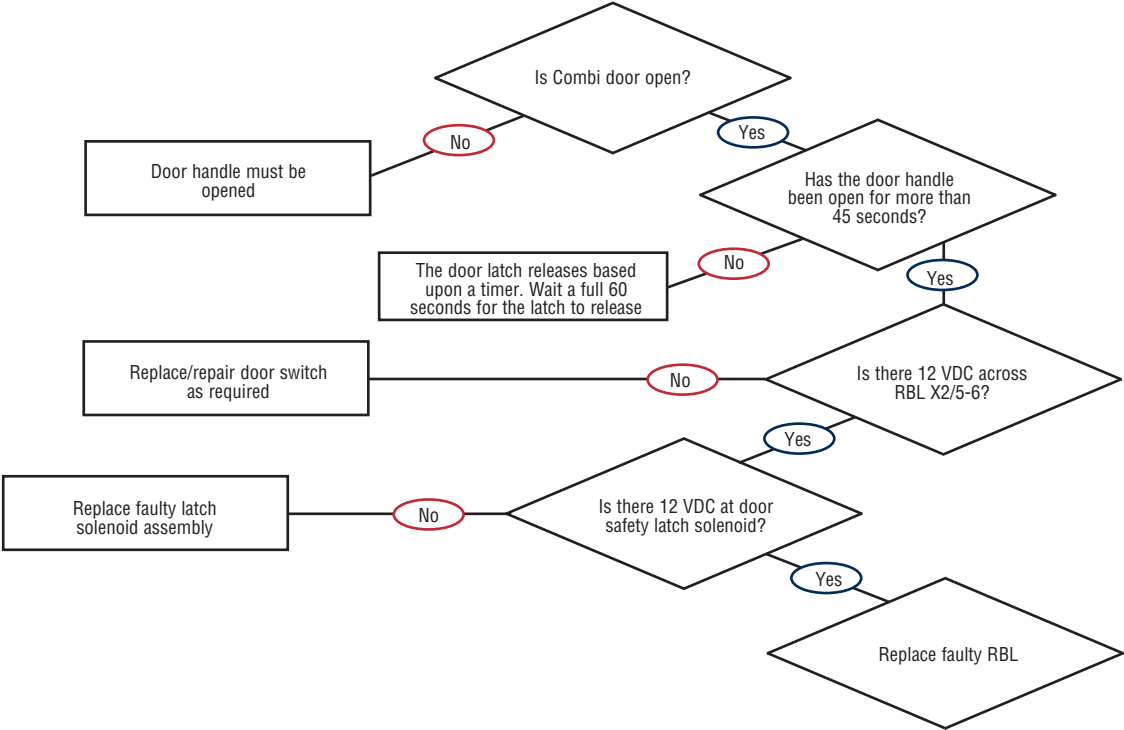 Is Combi door open?
No
Yes
Door handle must be
opened
Has the door handle
been open for more than
45 seconds?
No
Yes
The door latch releases based
upon a timer. Wait a full 60
seconds for the latch to release
Is there 12 VDC across
RBL X2/5-6?
No
Yes
Replace/repair door switch
as required
Is there 12 VDC at door
safety latch solenoid?
No
Yes
Replace faulty latch
solenoid assembly
Replace faulty RBL